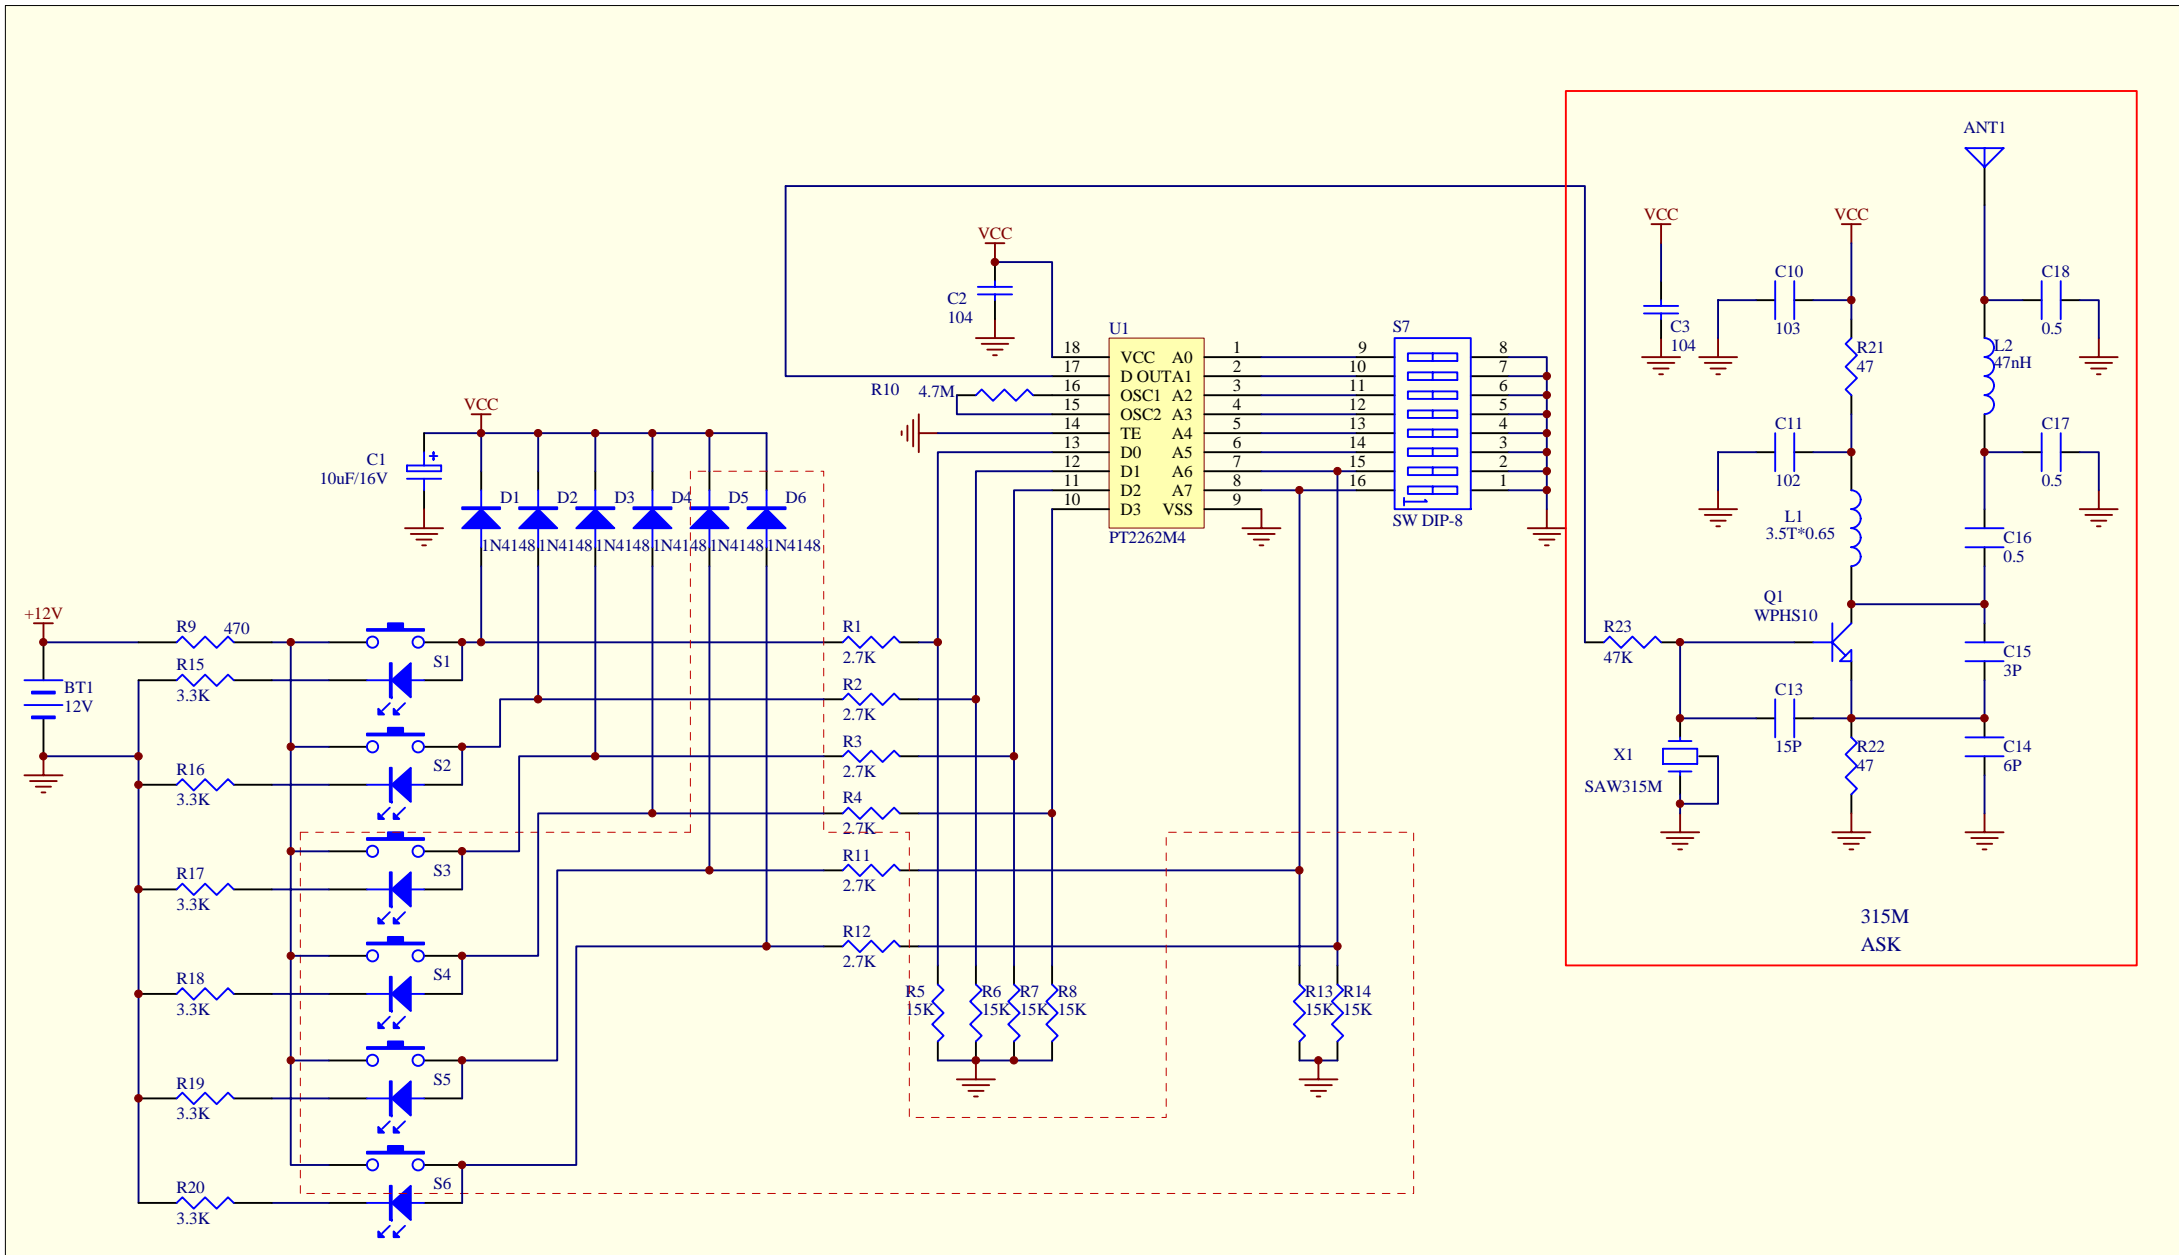 ANT1
VCC
VCC
VCC
C10
103
C18
0.5
C2
104
C3
104
R21
47
L2
47nH
U1
S7
18 VCC A0 1 9 8
17 D OUT A1 2 10 7
16 OSC1 A2 3 11 6
15 OSC2 A3 4 12 5
14 TE A4 5 13 4
13 D0 A5 6 14 3
12 D1 A6 7 15 2
11 D2 A7 8 16 1
10 D3 VSS 9
PT2262M4
SW DIP-8
R10 4.7M
VCC
C1
10uF/16V
+
D1 D2 D3 D4 D5 D6
1N4148 1N4148 1N4148 1N4148 1N4148 1N4148
C11
102
C17
0.5
L1
3.5T*0.65
C16
0.5
Q1
WPHS10
+12V
R9 470
S1
R15
3.3K
BT1
12V
R1
2.7K
R2
2.7K
R3
2.7K
R4
2.7K
R11
2.7K
R12
2.7K
R23
47K
C15
3P
C13
15P
X1
SAW315M
R22
47
C14
6P
S2
R16
3.3K
S3
R17
3.3K
S4
R18
3.3K
S5
R19
3.3K
S6
R20
3.3K
R5
15K
R6
15K
R7
15K
R8
15K
R13
15K
R14
15K
315M
ASK